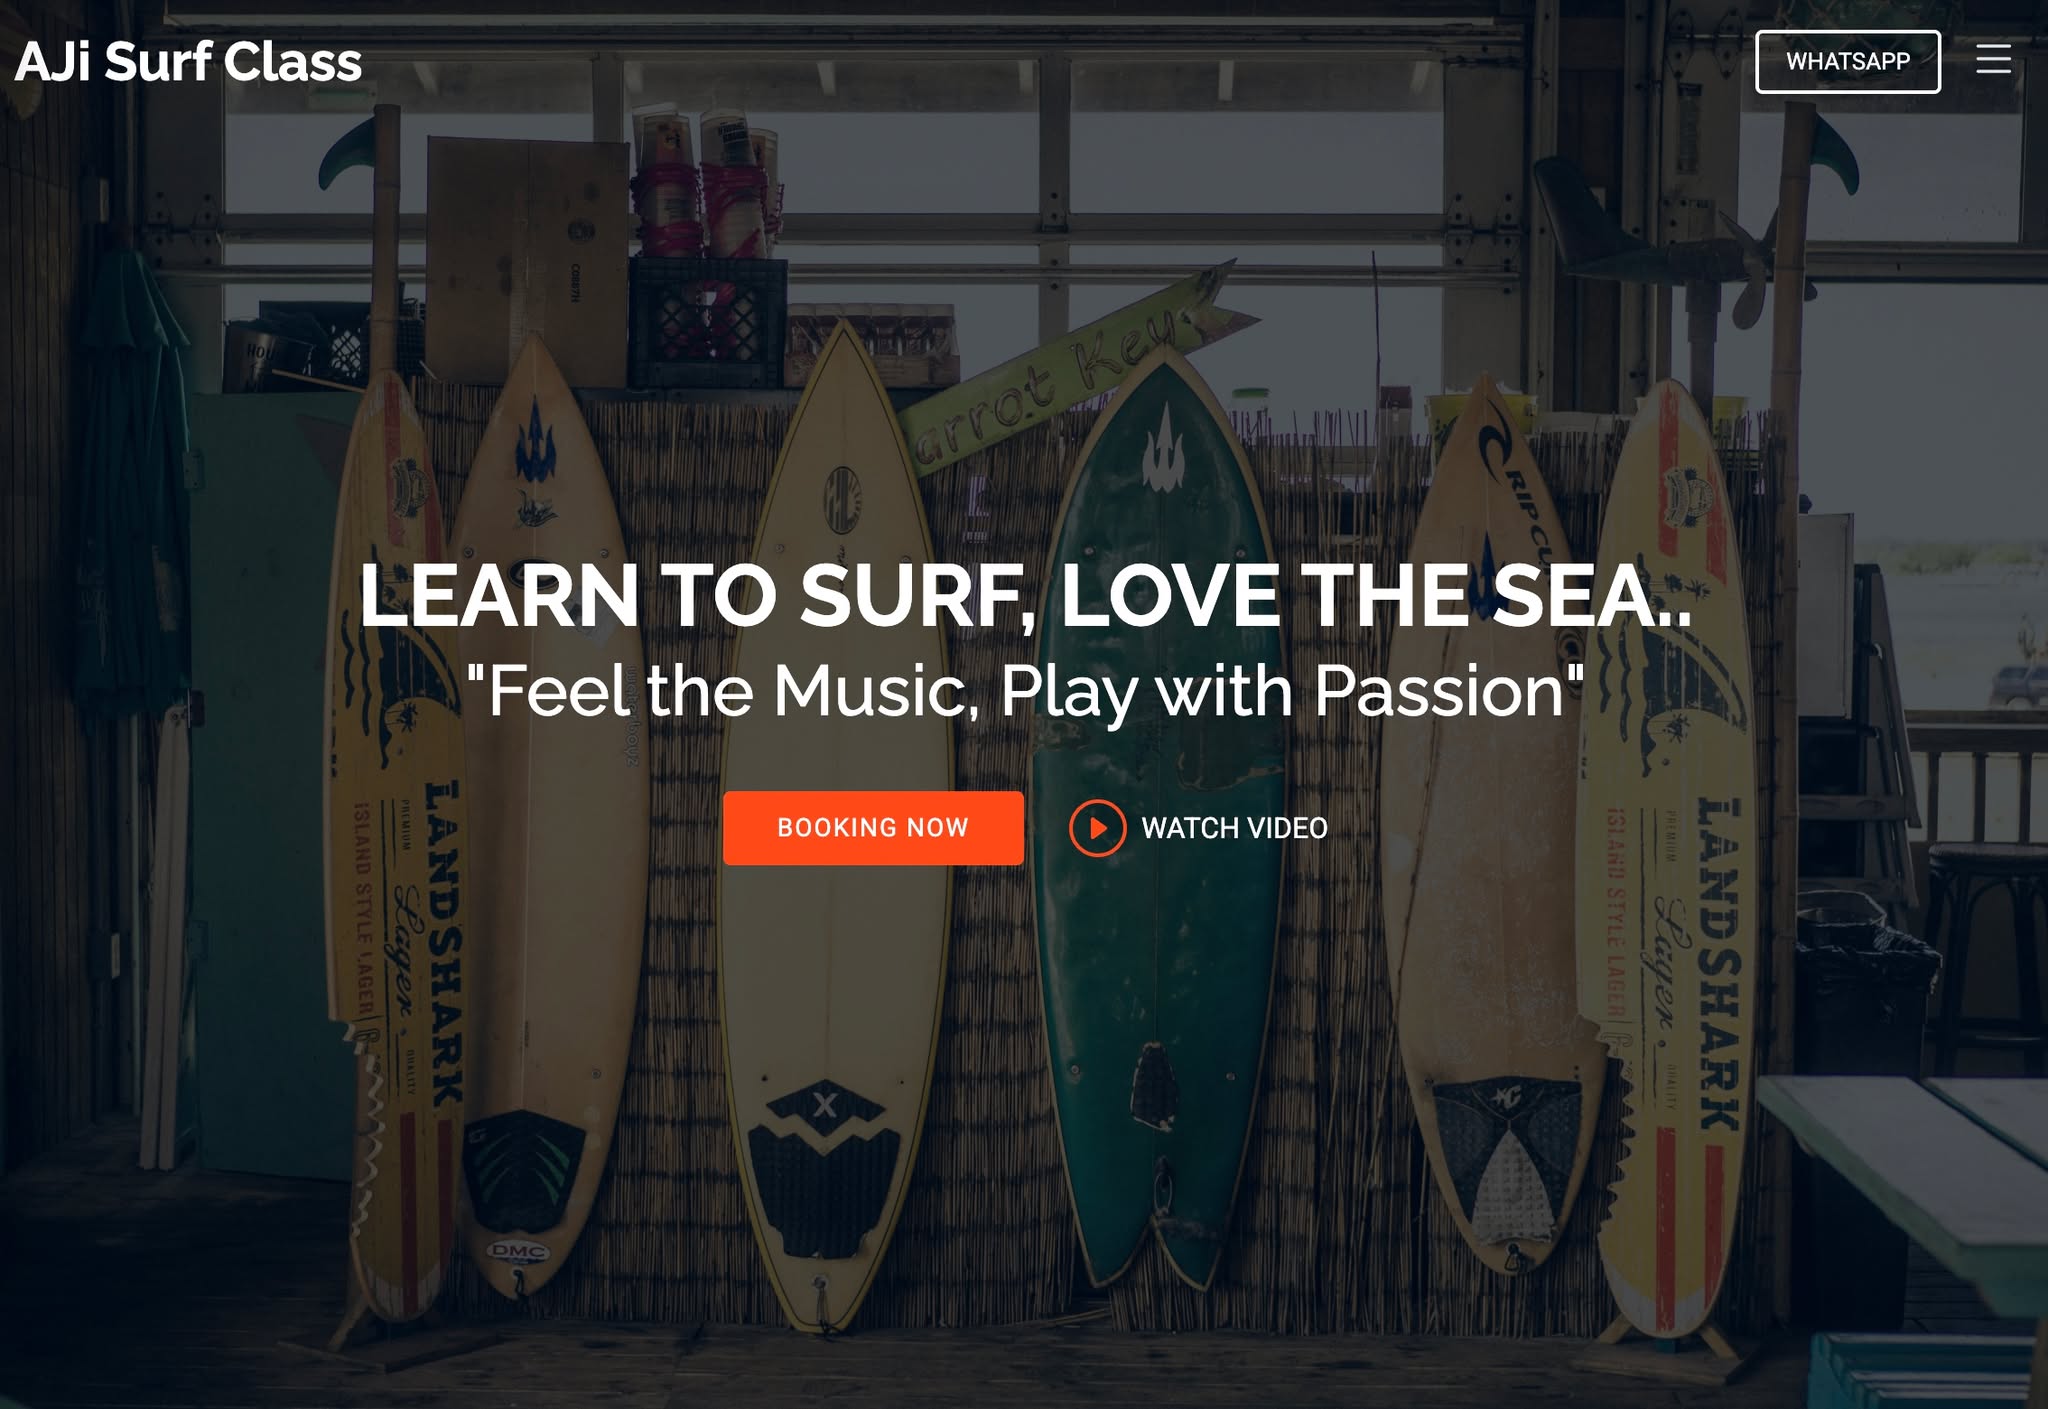 AJi Surf Class
WHATSAPP
arrot Key
RIP CU
LEARN TO SURF, LOVE THE SEA..
"Feel the Music, Play with Passion"
BOOKING NOW
WATCH VIDEO
waterboyz
LANDSHARK
Lager
ISLAND STYLE LAGER
PREMIUM
QUALITY
LANDSHARK
Lager
ISLAND STYLE LAGER
PREMIUM
QUALITY
X
DMC